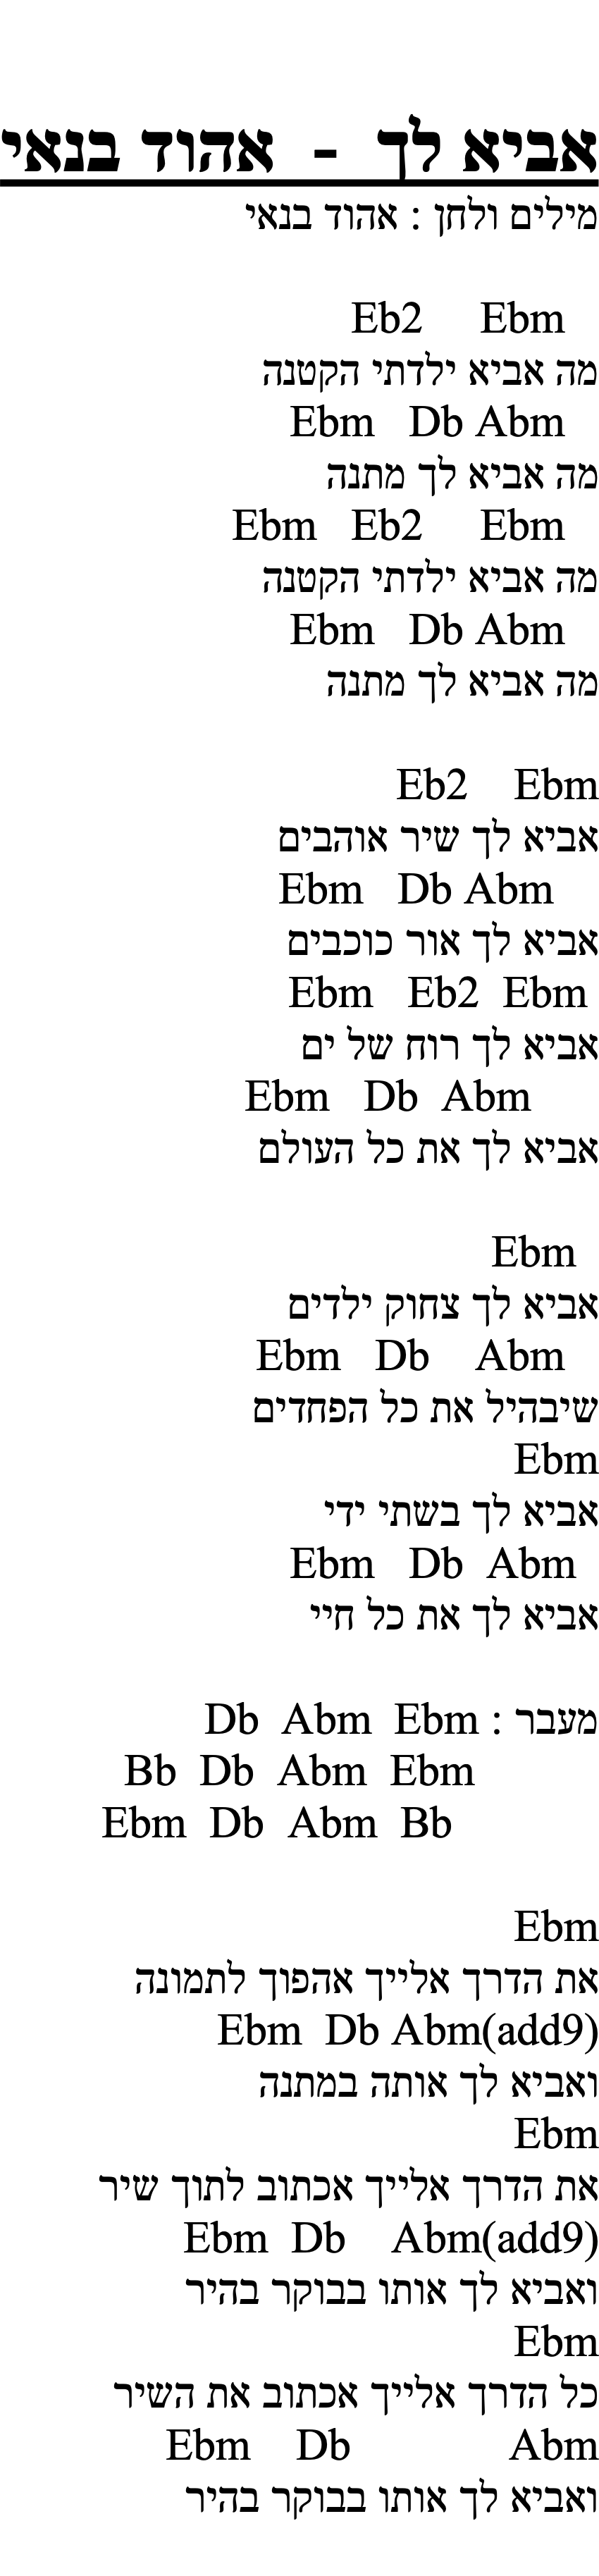 אביא לך - אהוד בנאי
מילים ולחן : אהוד בנאי
Eb2 Ebm
מה אביא ילדתי הקטנה
Ebm Db Abm
מה אביא לך מתנה
Ebm Eb2 Ebm
מה אביא ילדתי הקטנה
Ebm Db Abm
מה אביא לך מתנה
Eb2 Ebm
אביא לך שיר אוהבים
Ebm Db Abm
אביא לך אור כוכבים
Ebm Eb2 Ebm
אביא לך רוח של ים
Ebm Db Abm
אביא לך את כל העולם
Ebm
אביא לך צחוק ילדים
Ebm Db Abm
שיבהיל את כל הפחדים
Ebm
אביא לך בשתי ידי
Ebm Db Abm
אביא לך את כל חיי
מעבר : Db Abm Ebm
Bb Db Abm Ebm
Ebm Db Abm Bb
Ebm
את הדרך אלייך אהפוך לתמונה
Ebm Db Abm(add9)
ואביא לך אותה במתנה
Ebm
את הדרך אלייך אכתוב לתוך שיר
Ebm Db Abm(add9)
ואביא לך אותו בבוקר בהיר
Ebm
כל הדרך אלייך אכתוב את השיר
Ebm Db Abm
ואביא לך אותו בבוקר בהיר